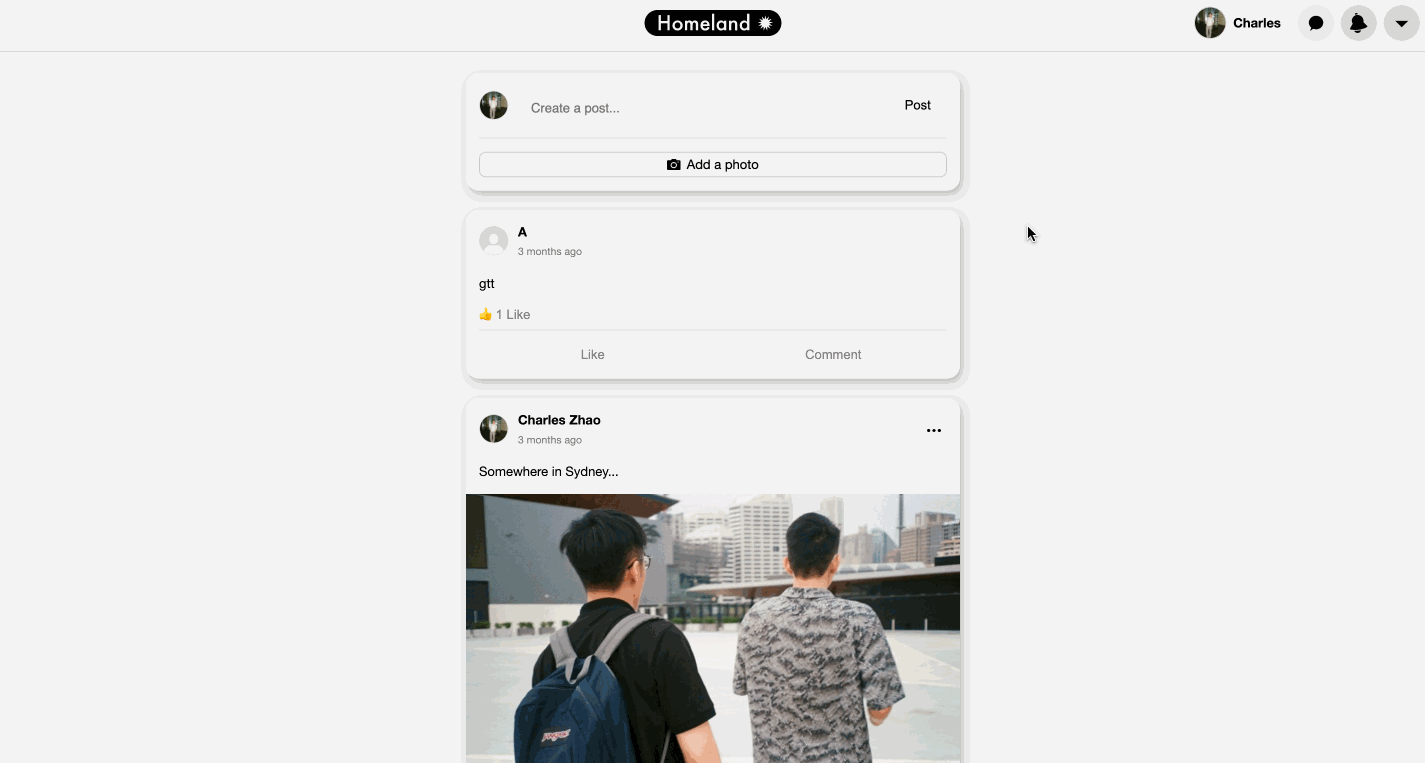 Homeland
Charles
Create a post...
Post
Add a photo
A
3 months ago
gtt
1 Like
Like
Comment
Charles Zhao
3 months ago
Somewhere in Sydney...
JANSPORT